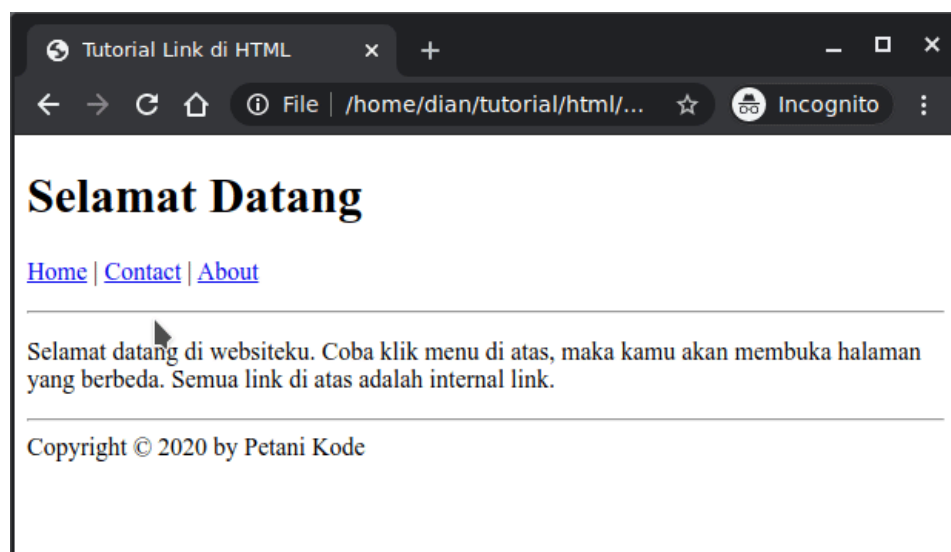 Tutorial Link di HTML
File | /home/dian/tutorial/html/... Incognito
Selamat Datang
Home | Contact | About
Selamat datang di websiteku. Coba klik menu di atas, maka kamu akan membuka halaman
yang berbeda. Semua link di atas adalah internal link.
Copyright © 2020 by Petani Kode